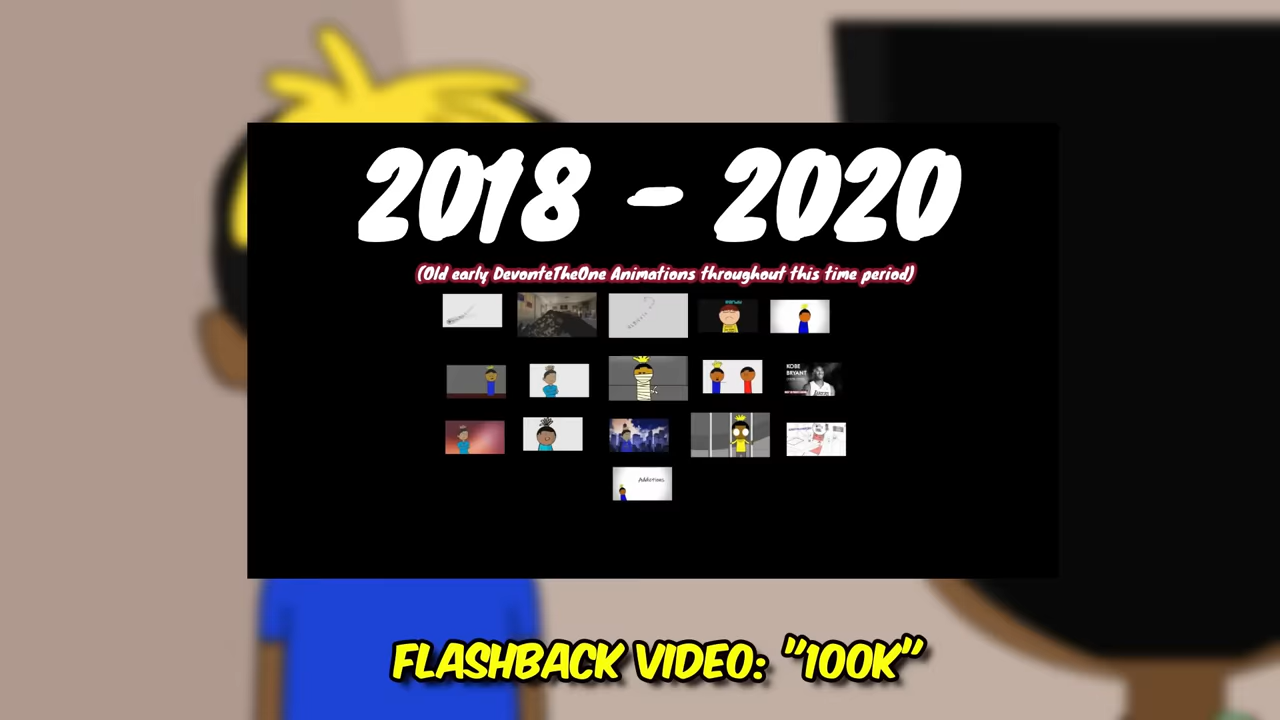 2018 - 2020
(Old early DevonteTheOne Animations throughout this time period)
KOBE
BRYANT
Addictions
FLASHBACK VIDEO: "100K"